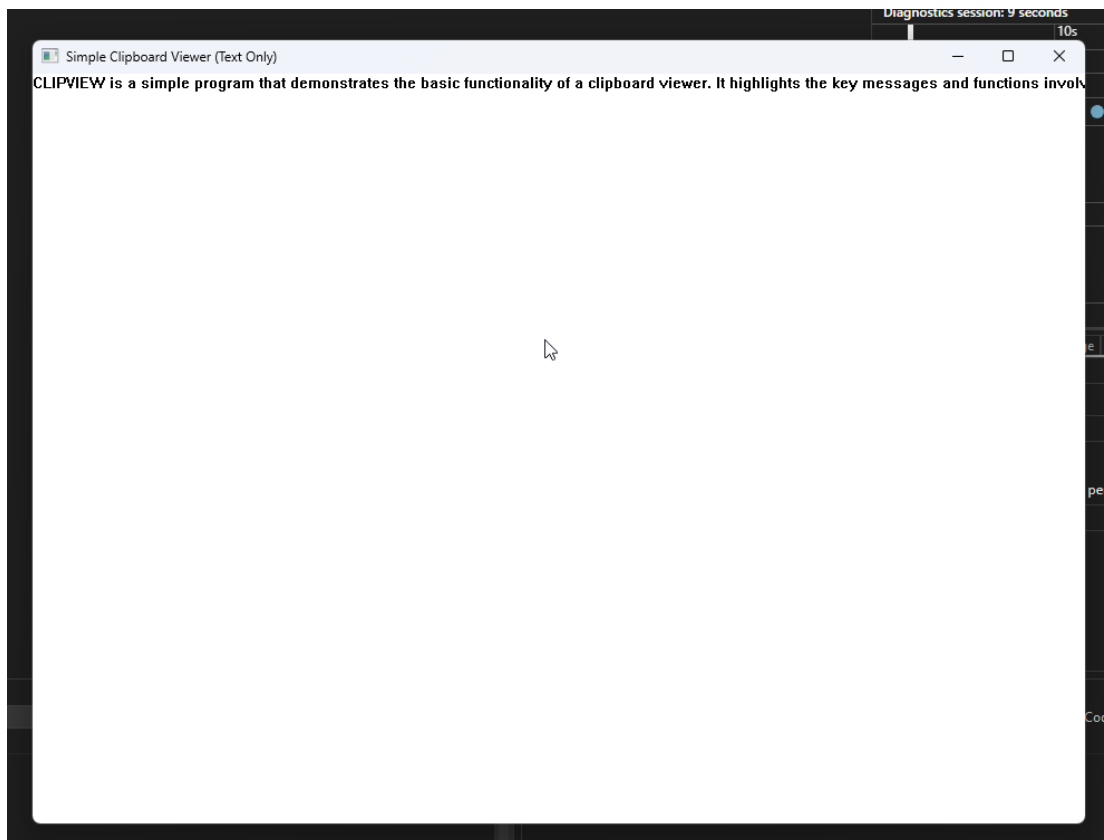 Diagnostics session: 9 seconds
10s
Simple Clipboard Viewer (Text Only)
CLIPVIEW is a simple program that demonstrates the basic functionality of a clipboard viewer. It highlights the key messages and functions